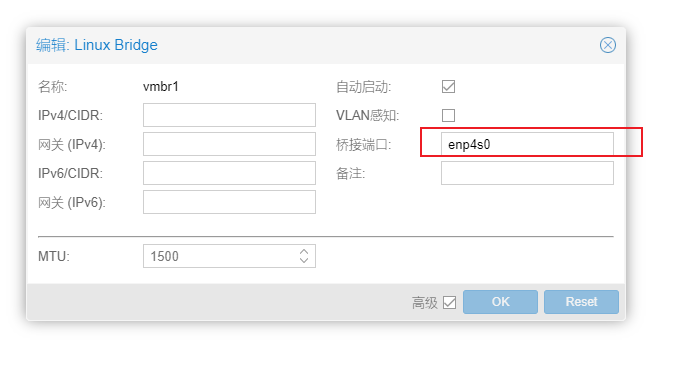 编辑: Linux Bridge
名称: vmbr1 自动启动:
IPv4/CIDR: VLAN感知:
网关 (IPv4): 桥接端口: enp4s0
IPv6/CIDR: 备注:
网关 (IPv6):
MTU: 1500
高级 OK Reset